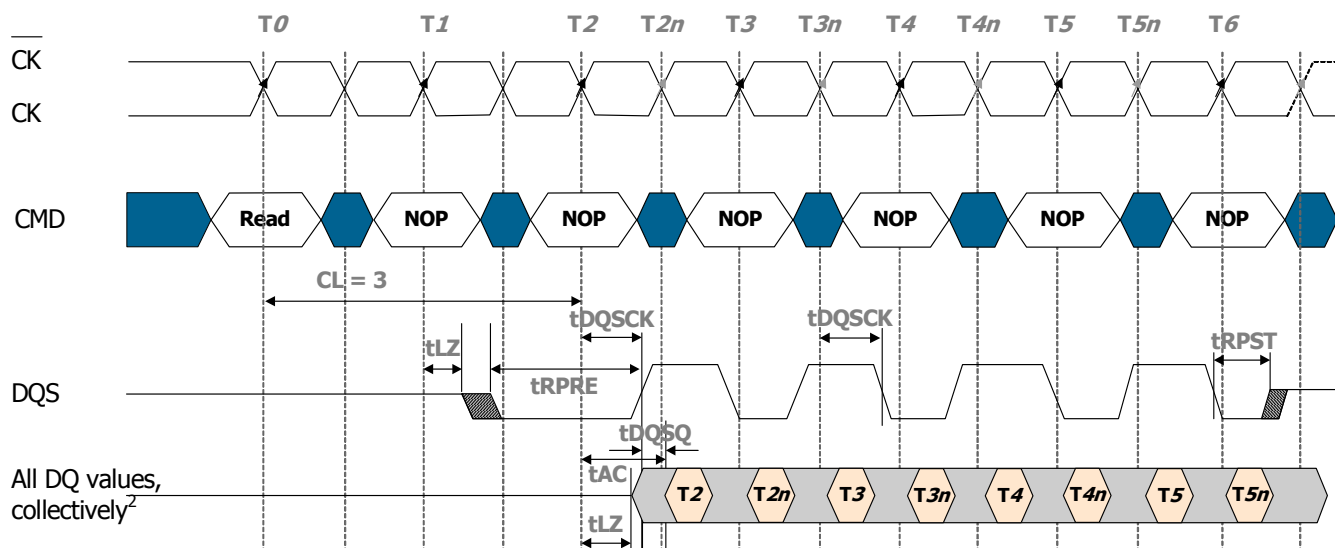 T0 T1 T2 T2n T3 T3n T4 T4n T5 T5n T6
CK
CK
CMD
Read NOP NOP NOP NOP NOP NOP
CL = 3
tDQSCK tDQSCK
tLZ tRPST
tRPRE
DQS
tDQSQ
tAC
All DQ values,
collectively2
T2 T2n T3 T3n T4 T4n T5 T5n
tLZ